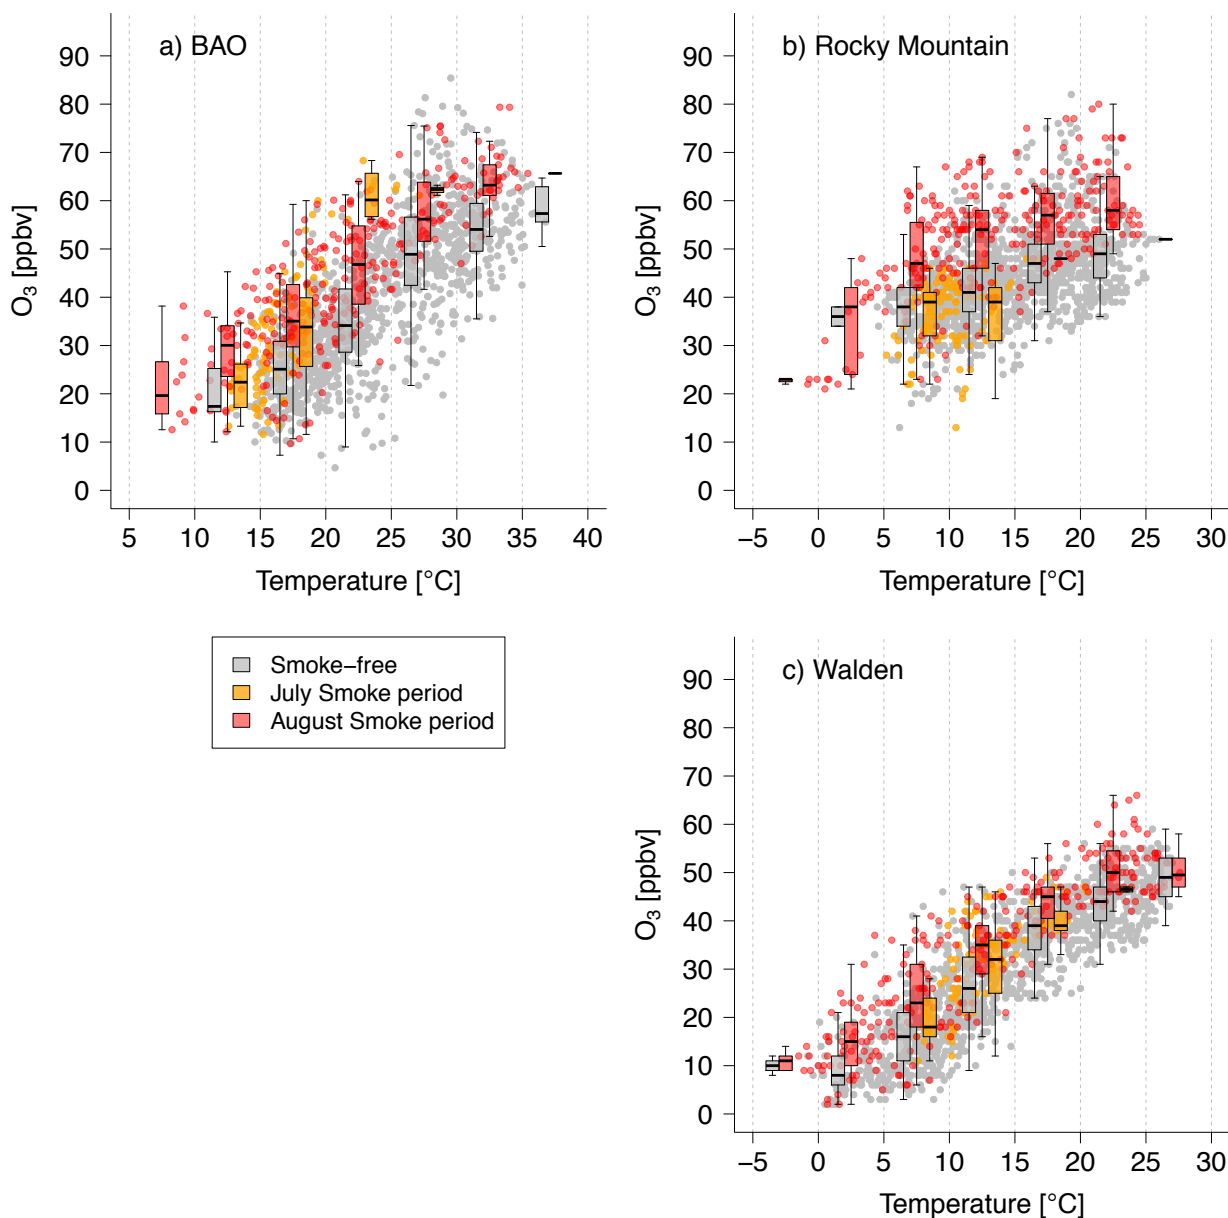 a) BAO
O3 [ppbv]
90
80
70
60
50
40
30
20
10
0
5 10 15 20 25 30 35 40
Temperature [°C]
b) Rocky Mountain
O3 [ppbv]
90
80
70
60
50
40
30
20
10
0
−5 0 5 10 15 20 25 30
Temperature [°C]
Smoke−free
July Smoke period
August Smoke period
c) Walden
O3 [ppbv]
90
80
70
60
50
40
30
20
10
0
−5 0 5 10 15 20 25 30
Temperature [°C]